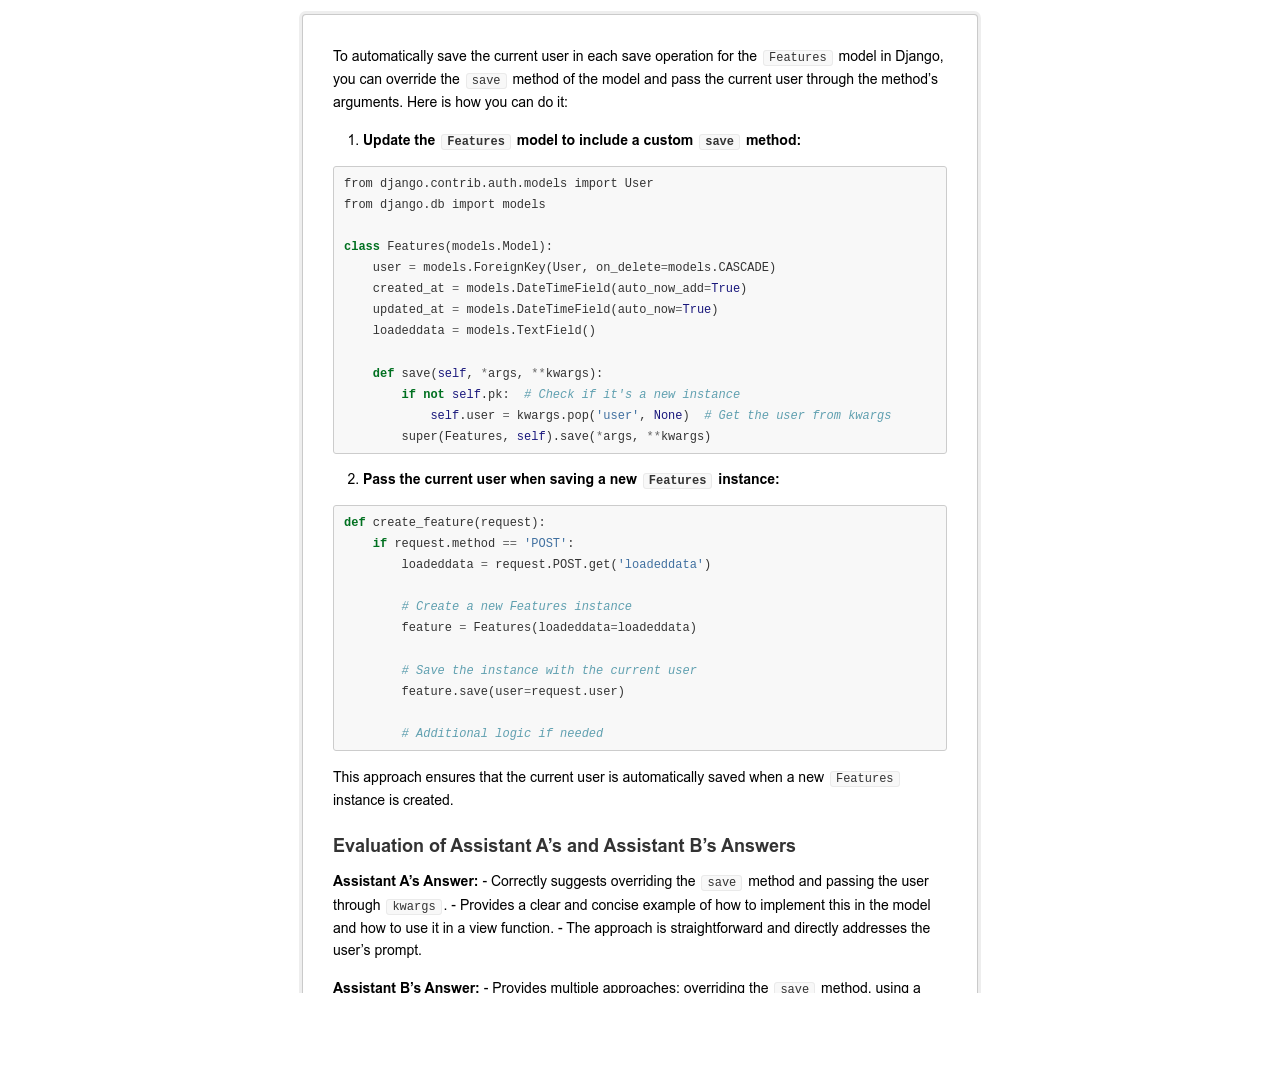 To automatically save the current user in each save operation for the Features model in Django,
you can override the save method of the model and pass the current user through the method’s
arguments. Here is how you can do it:
1. Update the Features model to include a custom save method:
from django.contrib.auth.models import User
from django.db import models
class Features(models.Model):
    user = models.ForeignKey(User, on_delete=models.CASCADE)
    created_at = models.DateTimeField(auto_now_add=True)
    updated_at = models.DateTimeField(auto_now=True)
    loadeddata = models.TextField()
    def save(self, *args, **kwargs):
        if not self.pk:  # Check if it's a new instance
            self.user = kwargs.pop('user', None)  # Get the user from kwargs
        super(Features, self).save(*args, **kwargs)
2. Pass the current user when saving a new Features instance:
def create_feature(request):
    if request.method == 'POST':
        loadeddata = request.POST.get('loadeddata')
        # Create a new Features instance
        feature = Features(loadeddata=loadeddata)
        # Save the instance with the current user
        feature.save(user=request.user)
        # Additional logic if needed
This approach ensures that the current user is automatically saved when a new Features
instance is created.
Evaluation of Assistant A’s and Assistant B’s Answers
Assistant A’s Answer: - Correctly suggests overriding the save method and passing the user
through kwargs. - Provides a clear and concise example of how to implement this in the model
and how to use it in a view function. - The approach is straightforward and directly addresses the
user’s prompt.
Assistant B’s Answer: - Provides multiple approaches: overriding the save method, using a